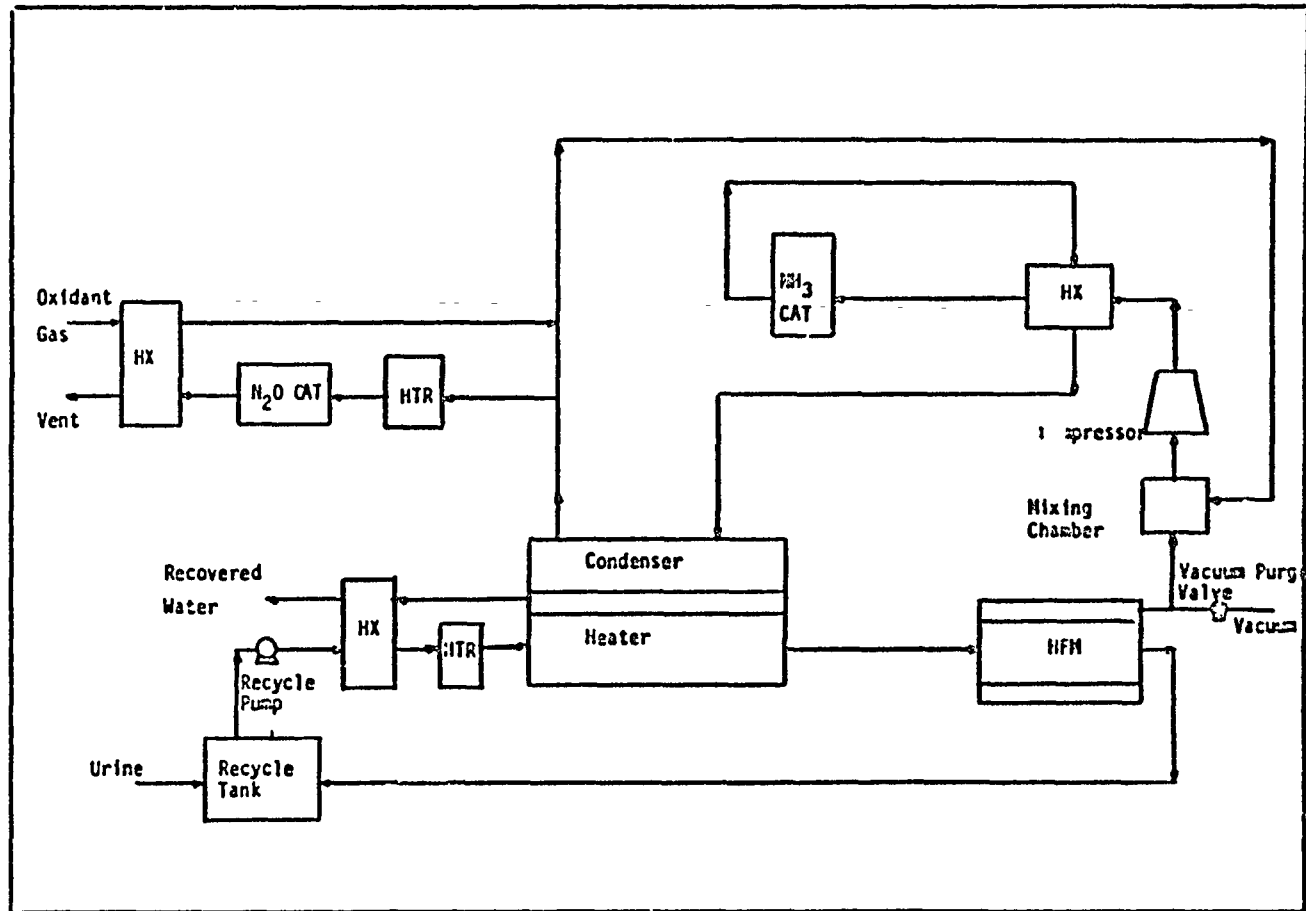 Oxidant
Gas
HX
Vent
N2O CAT
HTR
NH3
CAT
HX
Mixing
Chamber
Vacuum Purge
Valve
Vacuum
Recovered
Water
HX
HTR
Condenser
Heater
HFM
Recycle
Pump
Urine
Recycle
Tank